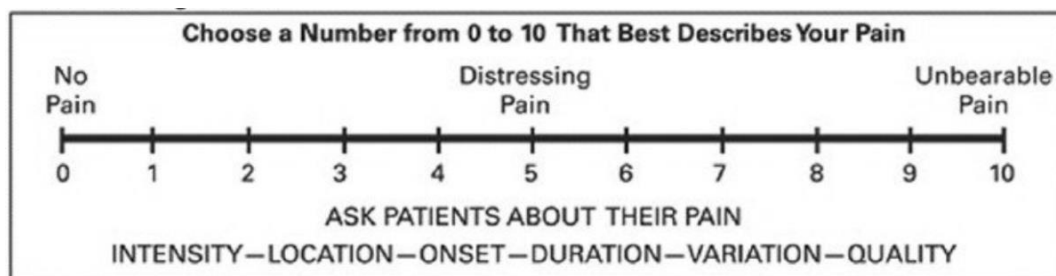 Choose a Number from 0 to 10 That Best Describes Your Pain
No Pain
Distressing Pain
Unbearable Pain
0 1 2 3 4 5 6 7 8 9 10
ASK PATIENTS ABOUT THEIR PAIN
INTENSITY—LOCATION—ONSET—DURATION—VARIATION—QUALITY